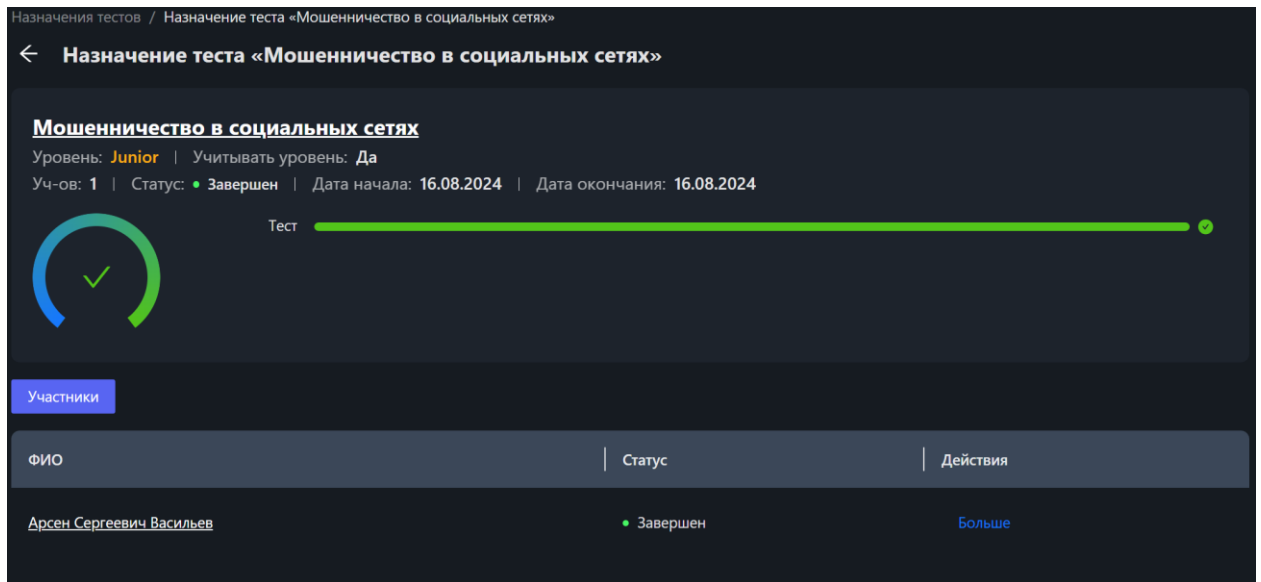 Назначения тестов / Назначение теста «Мошенничество в социальных сетях»
Назначение теста «Мошенничество в социальных сетях»
Мошенничество в социальных сетях
Уровень: Junior | Учитывать уровень: Да
Уч-ов: 1 | Статус: • Завершен | Дата начала: 16.08.2024 | Дата окончания: 16.08.2024
Тест
Участники
ФИО Статус Действия
Арсен Сергеевич Васильев • Завершен Больше